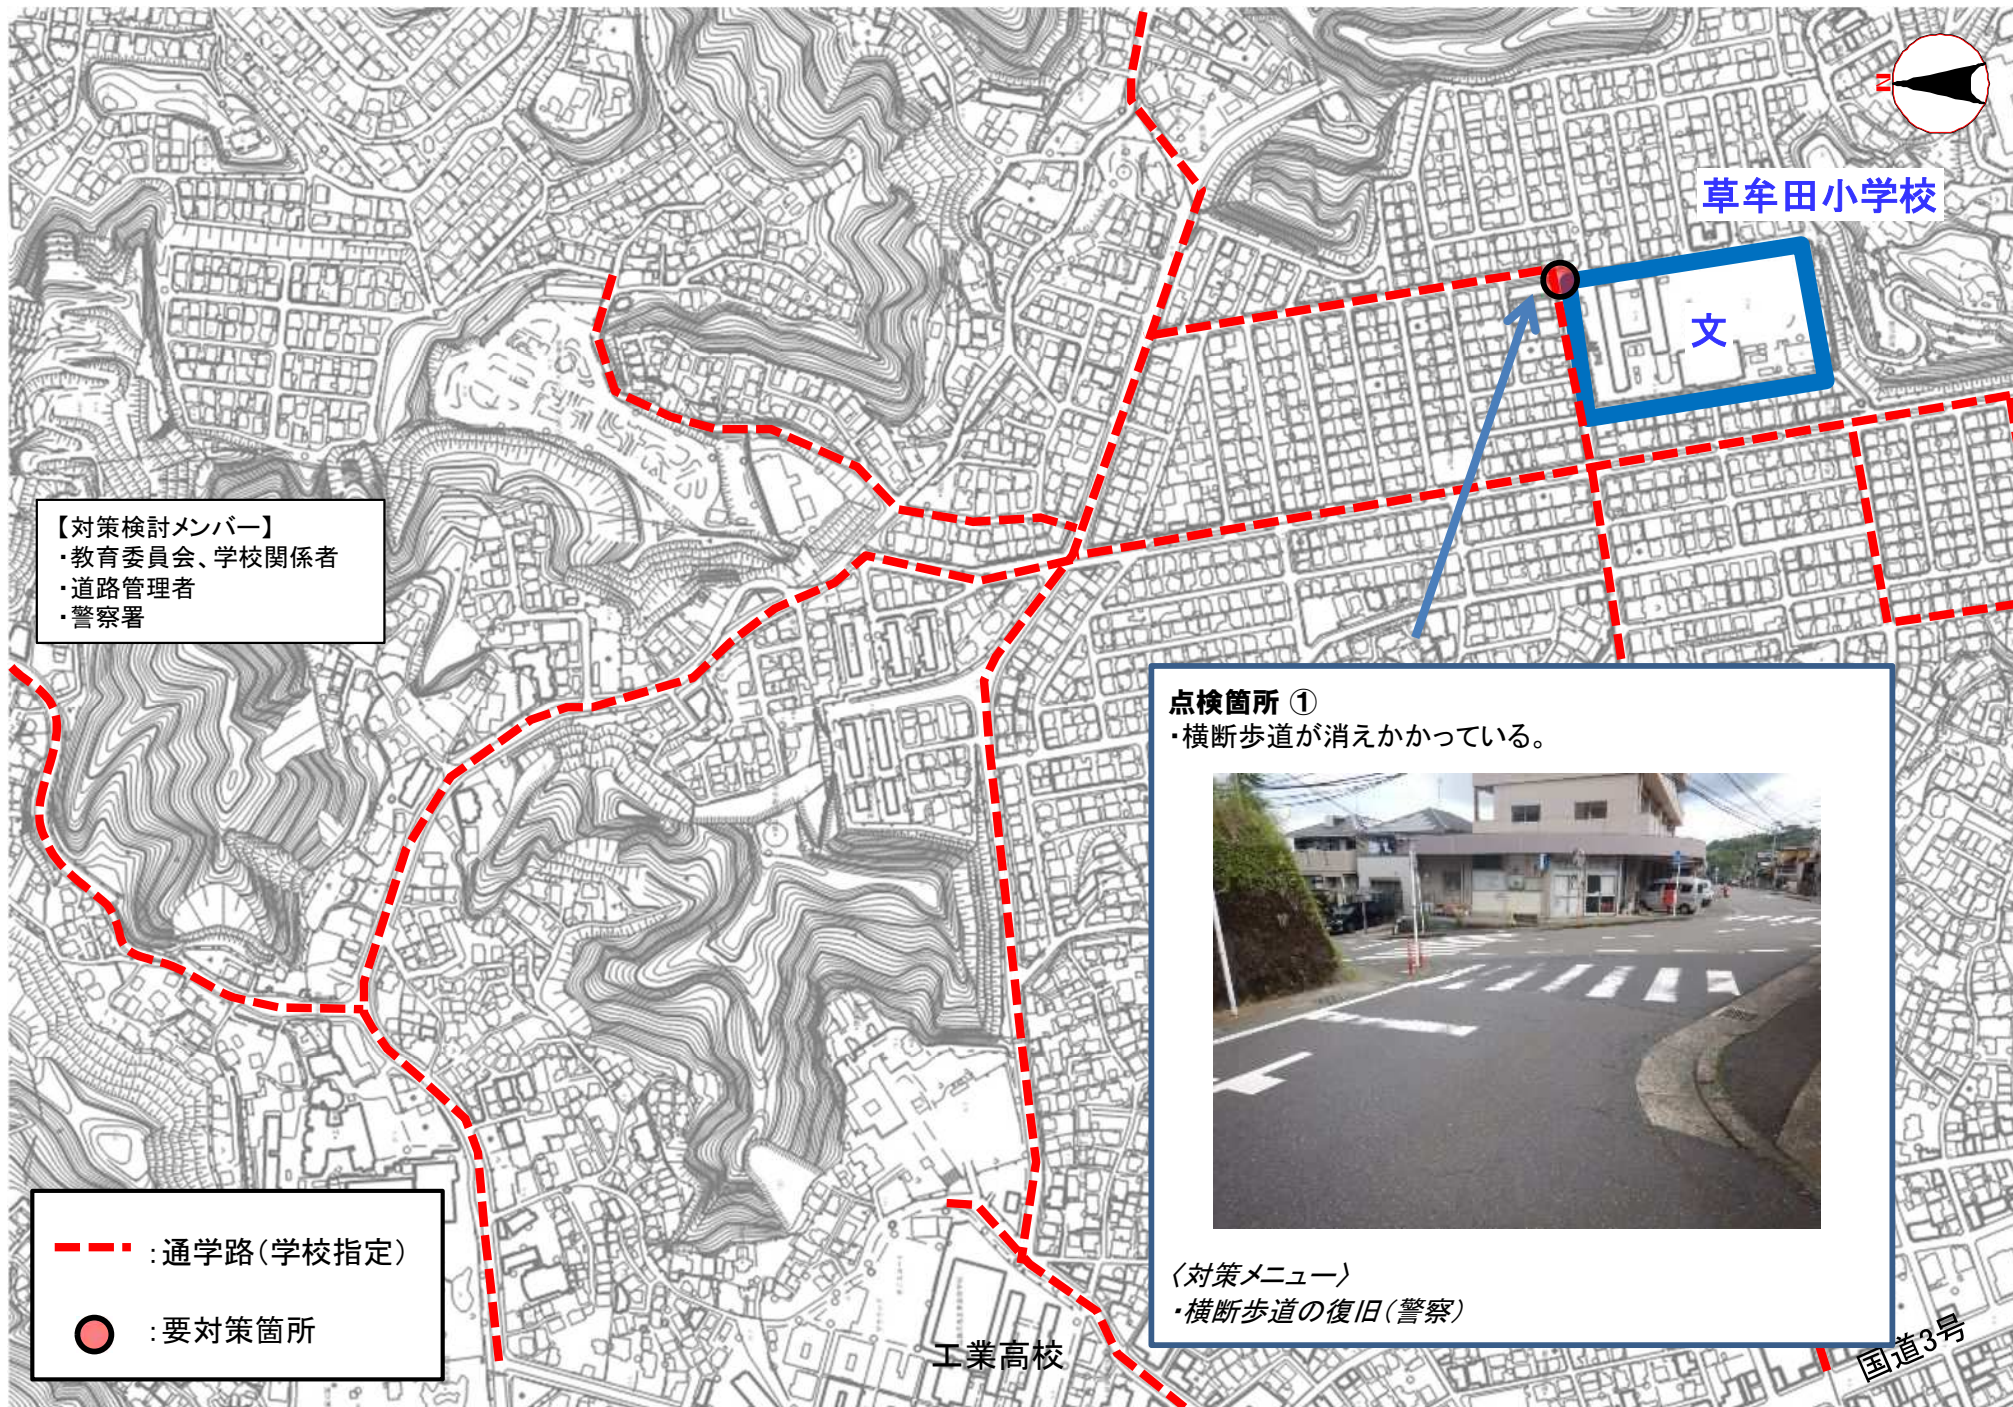 N
草牟田小学校
文
【対策検討メンバー】
・教育委員会、学校関係者
・道路管理者
・警察署
点検箇所 ①
・横断歩道が消えかかっている。
〈対策メニュー〉
・横断歩道の復旧(警察)
:通学路(学校指定)
:要対策箇所
工業高校
国道3号